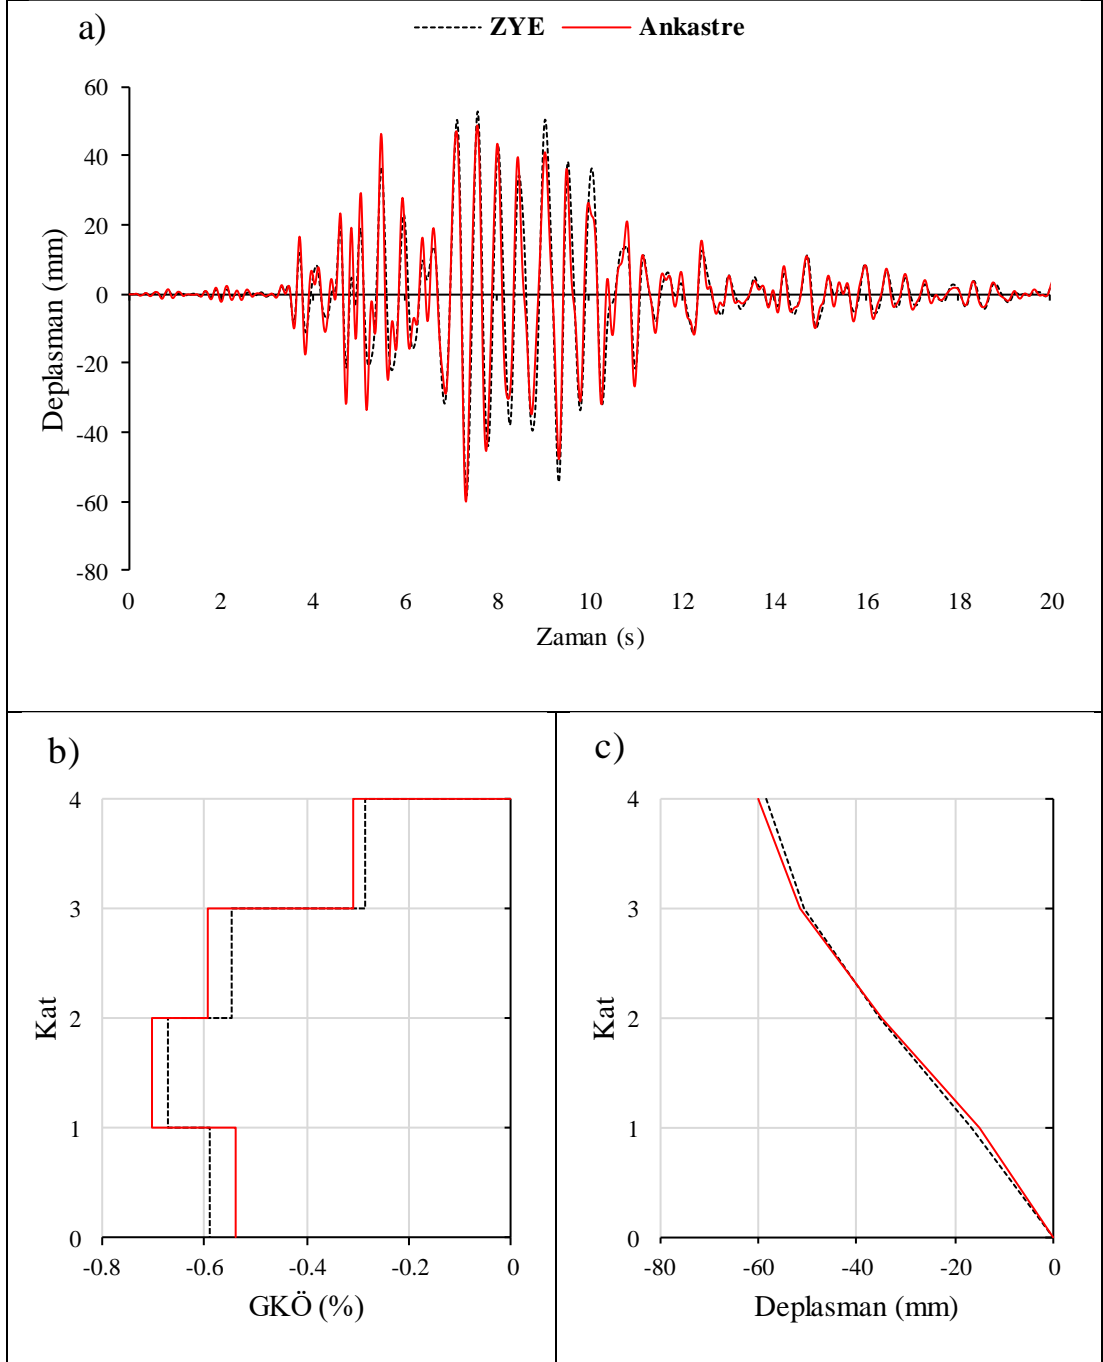 a)
ZYE Ankastre
60
40
20
0
-20
-40
-60
-80
Deplasman (mm)
0 2 4 6 8 10 12 14 16 18 20
Zaman (s)
b)
4
3
2
1
0
Kat
-0.8 -0.6 -0.4 -0.2 0
GKÖ (%)
c)
4
3
2
1
0
Kat
-80 -60 -40 -20 0
Deplasman (mm)